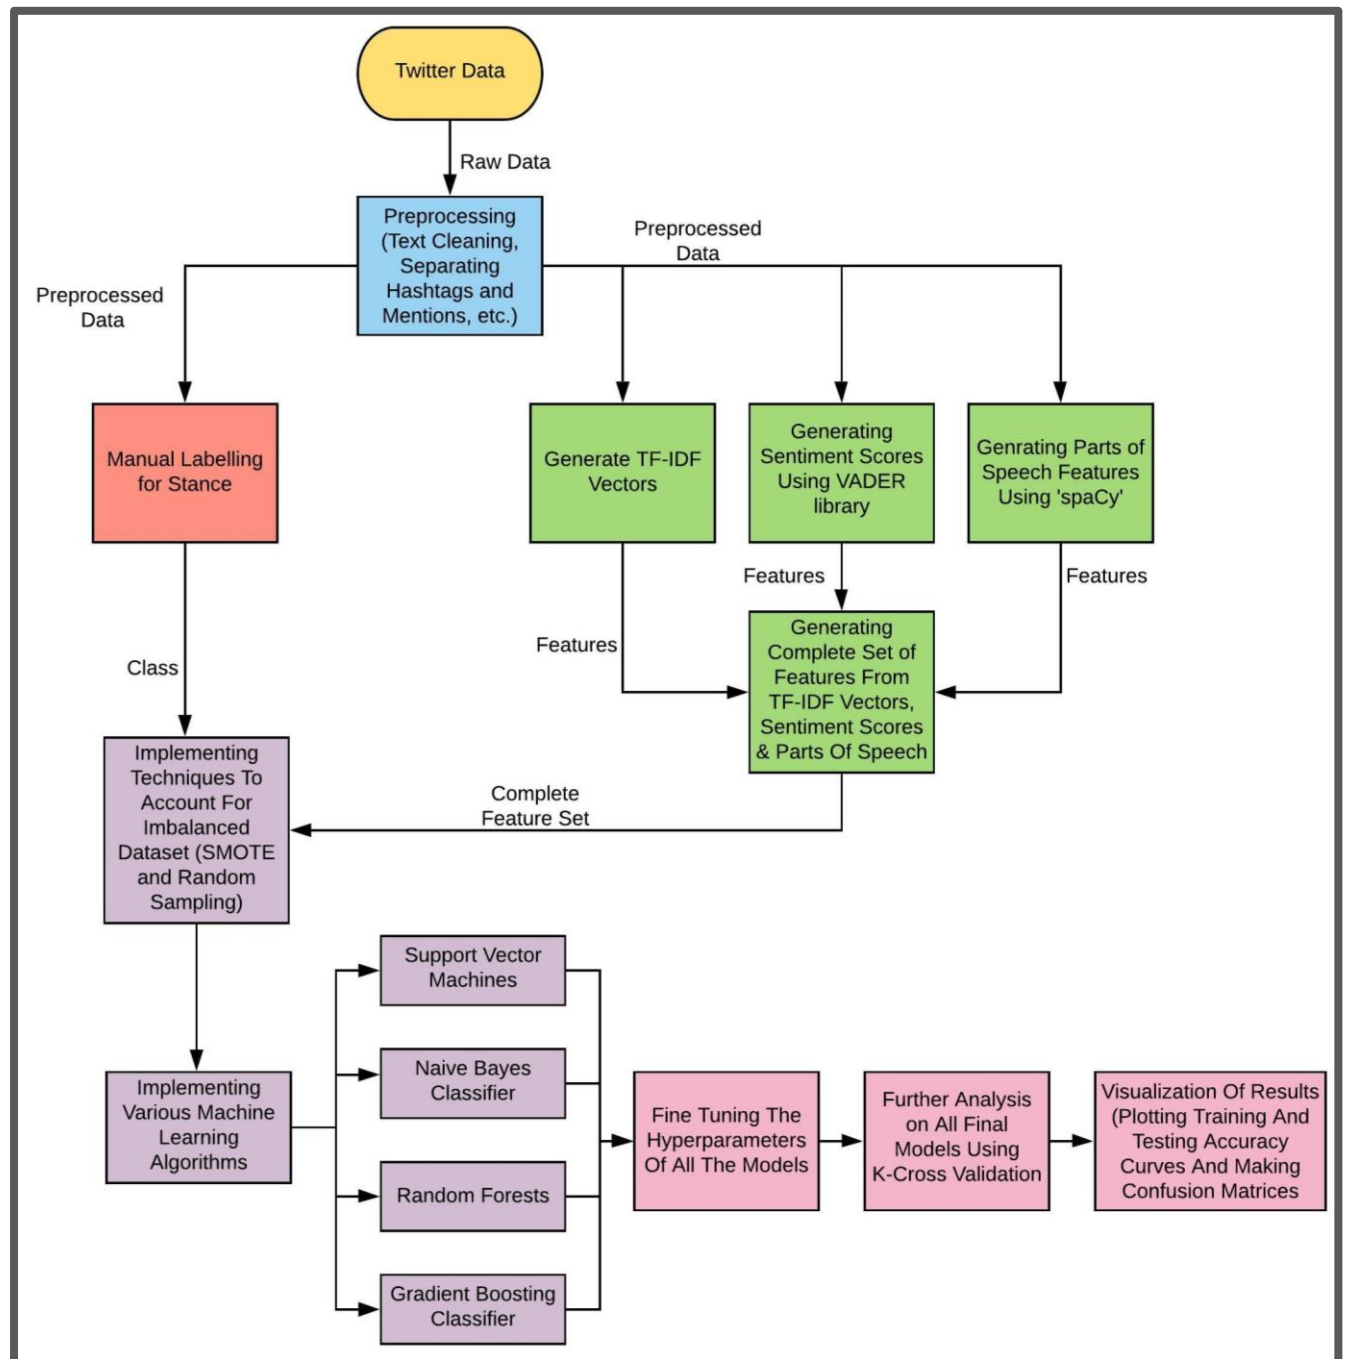 Twitter Data
Raw Data
Preprocessing
(Text Cleaning,
Separating
Hashtags and
Mentions, etc.)
Preprocessed
Data
Preprocessed
Data
Manual Labelling
for Stance
Generate TF-IDF
Vectors
Generating
Sentiment Scores
Using VADER
library
Genrating Parts of
Speech Features
Using 'spaCy'
Features
Features
Features
Class
Generating
Complete Set of
Features From
TF-IDF Vectors,
Sentiment Scores
& Parts Of Speech
Complete
Feature Set
Implementing
Techniques To
Account For
Imbalanced
Dataset (SMOTE
and Random
Sampling)
Implementing
Various Machine
Learning
Algorithms
Support Vector
Machines
Naive Bayes
Classifier
Random Forests
Gradient Boosting
Classifier
Fine Tuning The
Hyperparameters
Of All The Models
Further Analysis
on All Final
Models Using
K-Cross Validation
Visualization Of Results
(Plotting Training And
Testing Accuracy
Curves And Making
Confusion Matrices